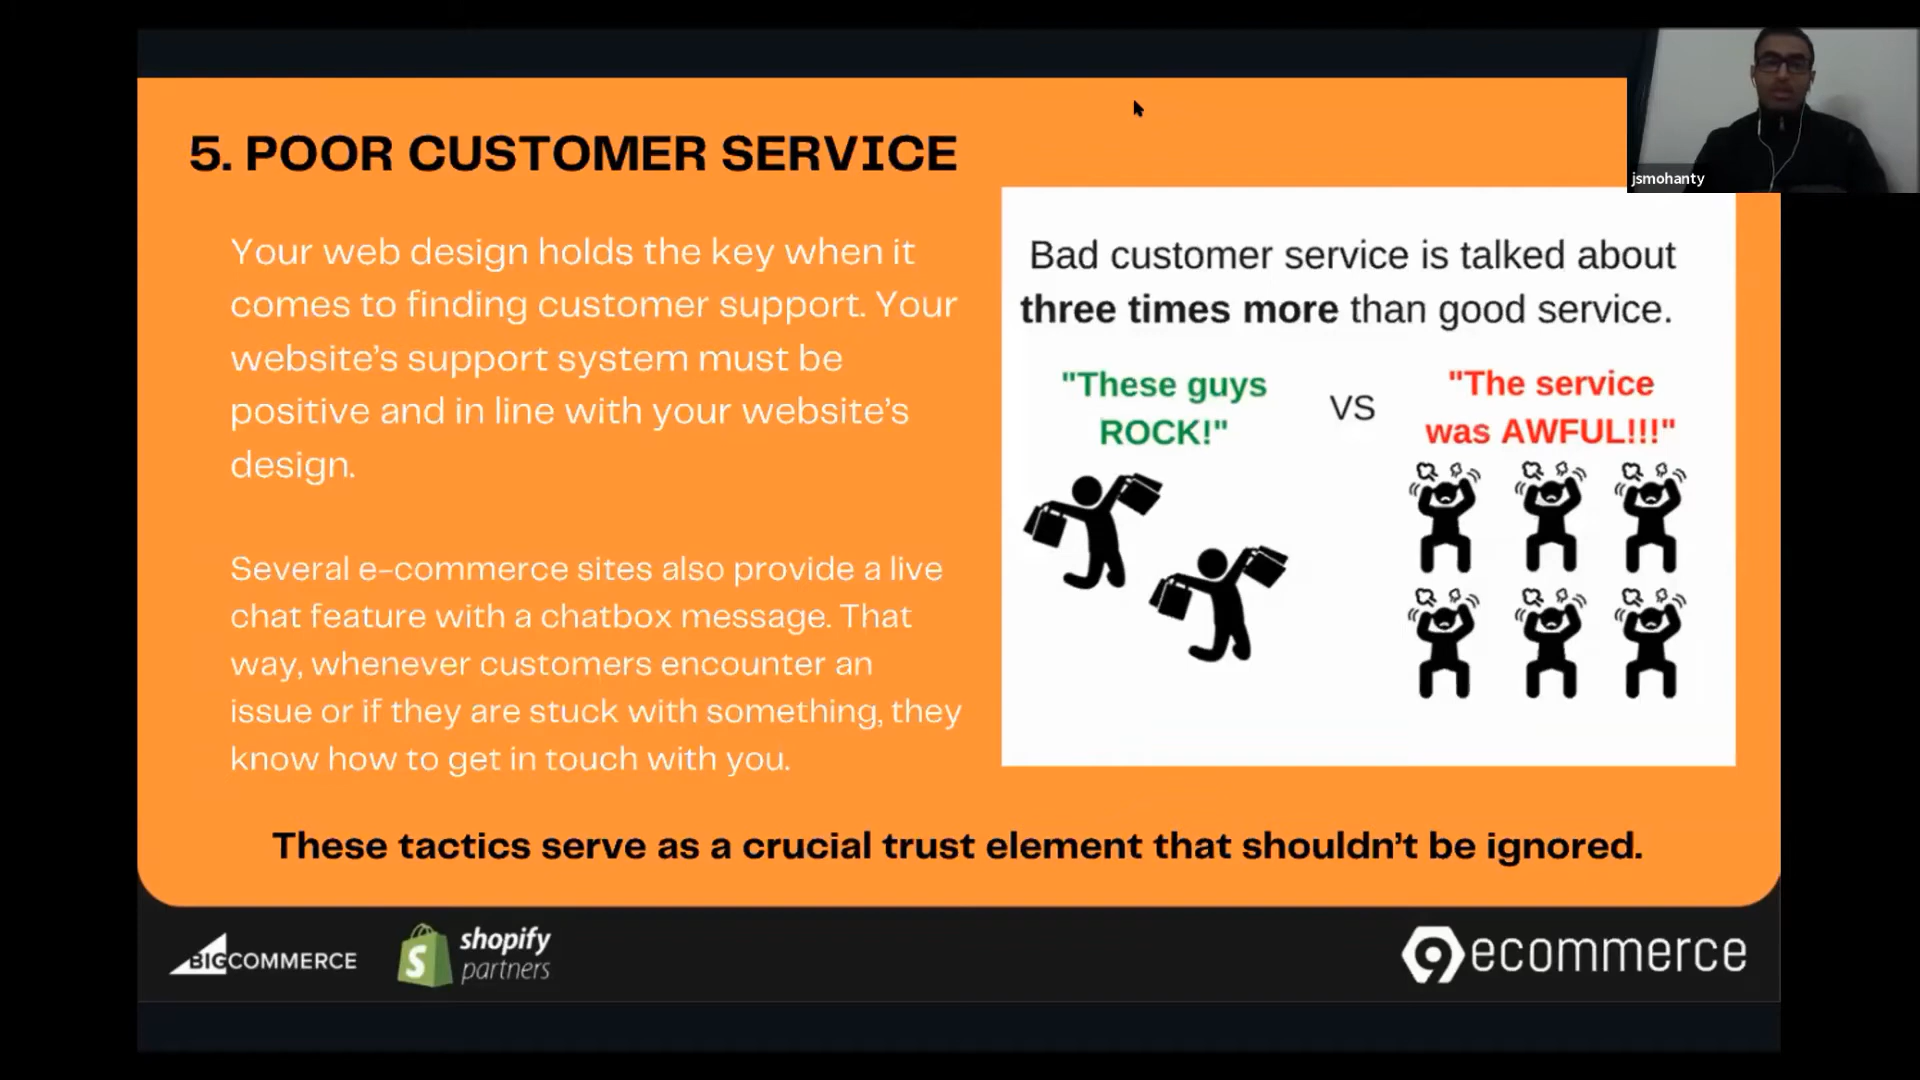 jsmohanty
5. POOR CUSTOMER SERVICE
Your web design holds the key when it
comes to finding customer support. Your
website's support system must be
positive and in line with your website's
design.
Several e-commerce sites also provide a live
chat feature with a chatbox message. That
way, whenever customers encounter an
issue or if they are stuck with something, they
know how to get in touch with you.
Bad customer service is talked about
three times more than good service.
"These guys
ROCK!"
VS
"The service
was AWFUL!!!"
These tactics serve as a crucial trust element that shouldn't be ignored.
BIGCOMMERCE
shopify
partners
9ecommerce